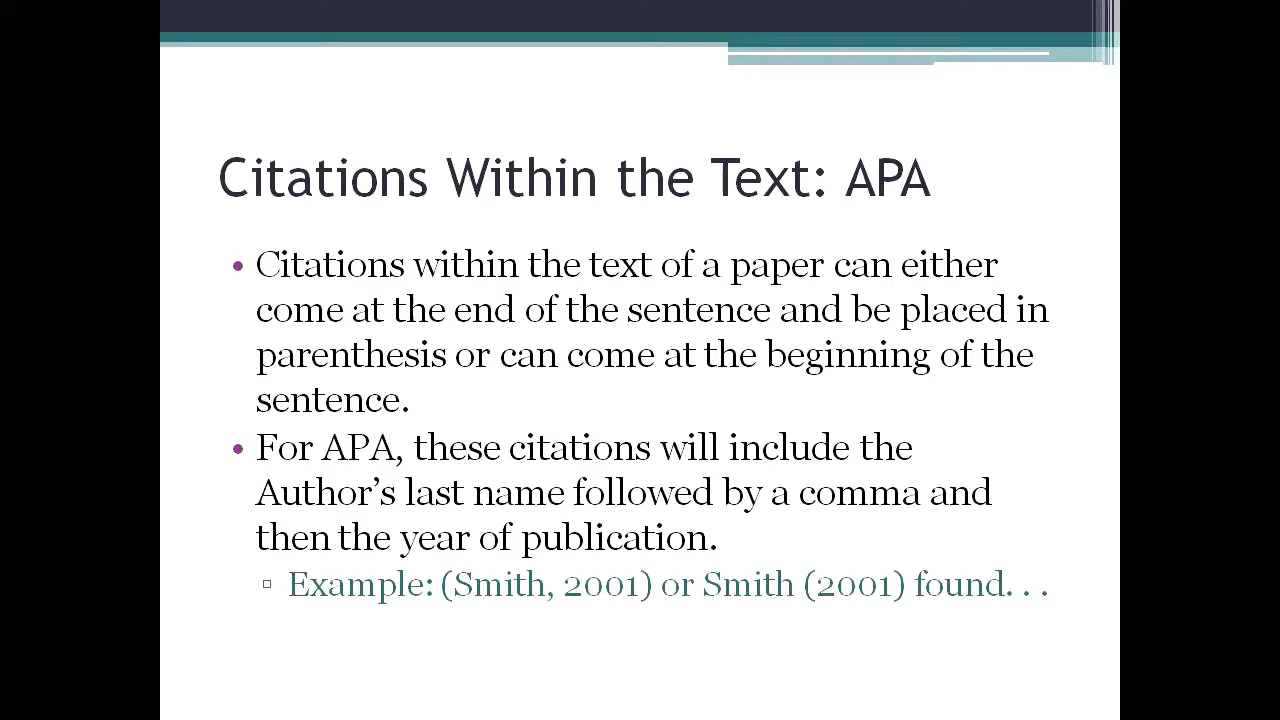 Citations Within the Text: APA
• Citations within the text of a paper can either
come at the end of the sentence and be placed in
parenthesis or can come at the beginning of the
sentence.
• For APA, these citations will include the
Author’s last name followed by a comma and
then the year of publication.
▫ Example: (Smith, 2001) or Smith (2001) found. . .